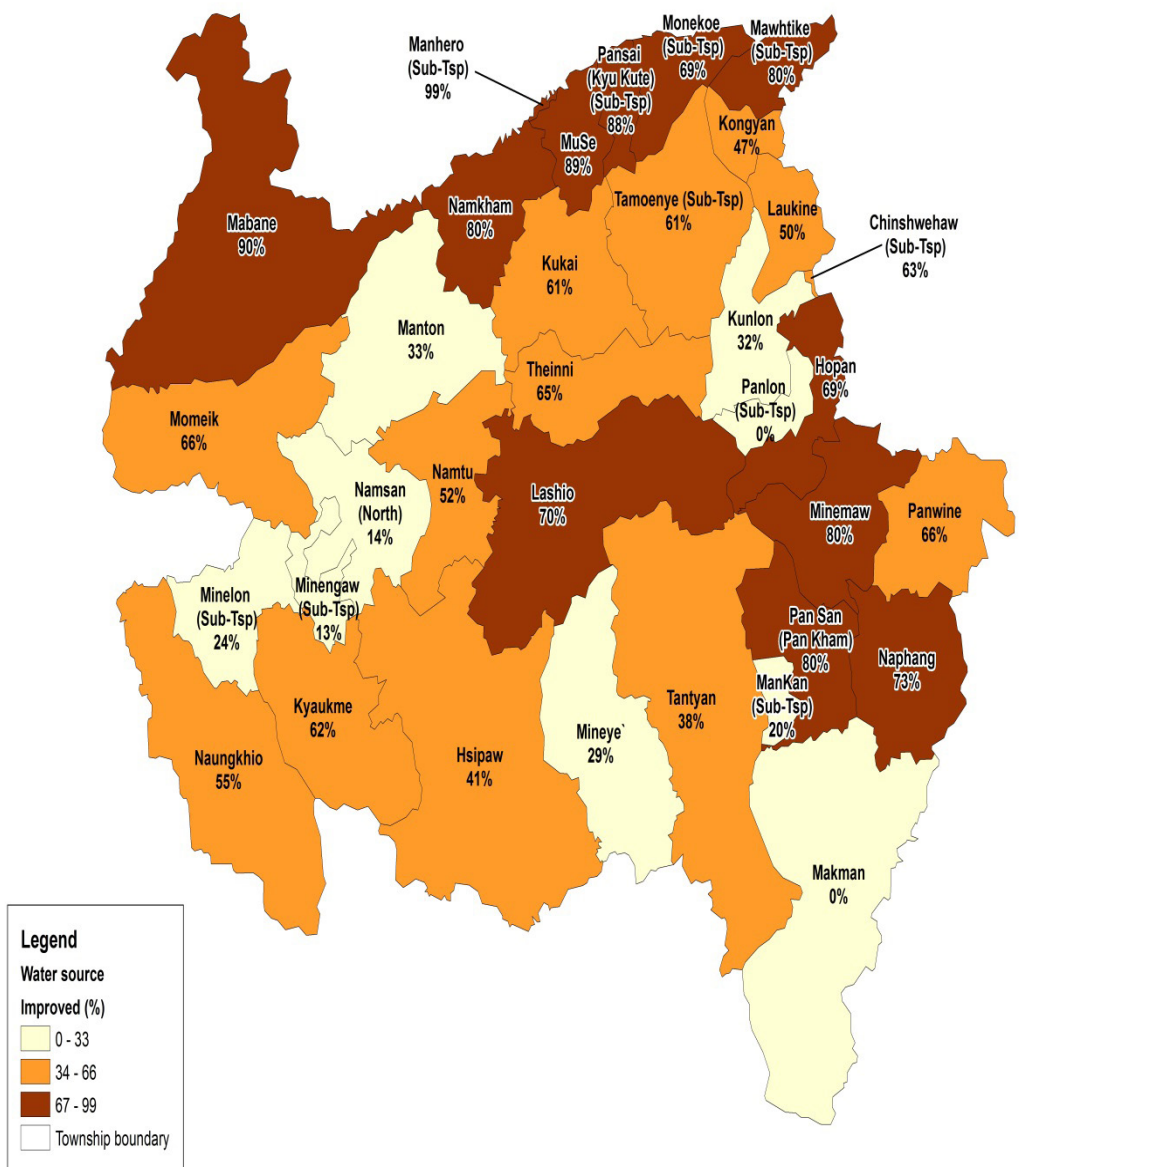 Monekoe
(Sub-Tsp)
69%
Mawhtike
(Sub-Tsp)
80%
Manhero
(Sub-Tsp)
99%
Pansai
(Kyu Kute)
(Sub-Tsp)
88%
MuSe
89%
Kongyan
47%
Mabane
90%
Namkham
80%
Tamoenye (Sub-Tsp)
61%
Laukine
50%
Chinshwehaw
(Sub-Tsp)
63%
Kukai
61%
Manton
33%
Kunlon
32%
Theinni
65%
Hopan
69%
Panlon
(Sub-Tsp)
0%
Momeik
66%
Namtu
52%
Namsan
(North)
14%
Lashio
70%
Minemaw
80%
Panwine
66%
Minelon
(Sub-Tsp)
24%
Minengaw
(Sub-Tsp)
13%
Pan San
(Pan Kham)
80%
Naphang
73%
ManKan
(Sub-Tsp)
20%
Kyaukme
62%
Tantyan
38%
Mineye`
29%
Naungkhio
55%
Hsipaw
41%
Makman
0%
Legend
Water source
Improved (%)
0 - 33
34 - 66
67 - 99
Township boundary